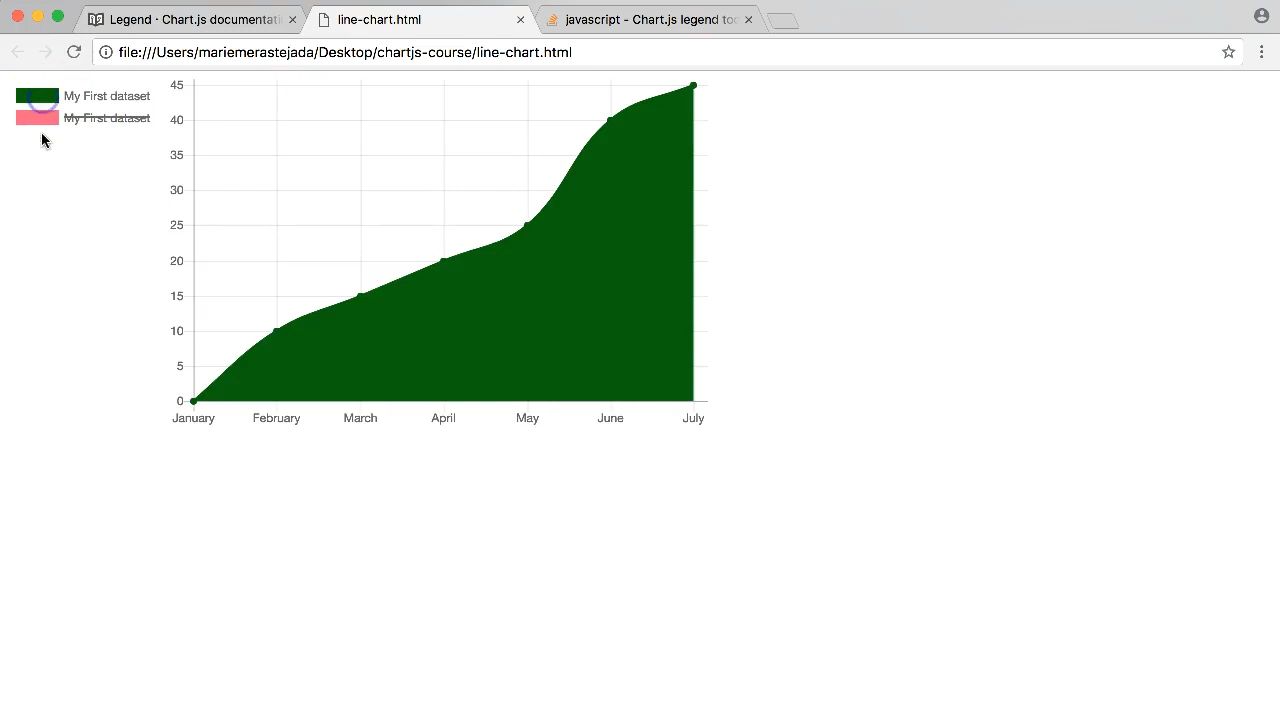 Legend · Chart.js documentati
line-chart.html
javascript - Chart.js legend to
file:///Users/mariemerastejada/Desktop/chartjs-course/line-chart.html
My First dataset
My First dataset
45
40
35
30
25
20
15
10
5
0
January February March April May June July